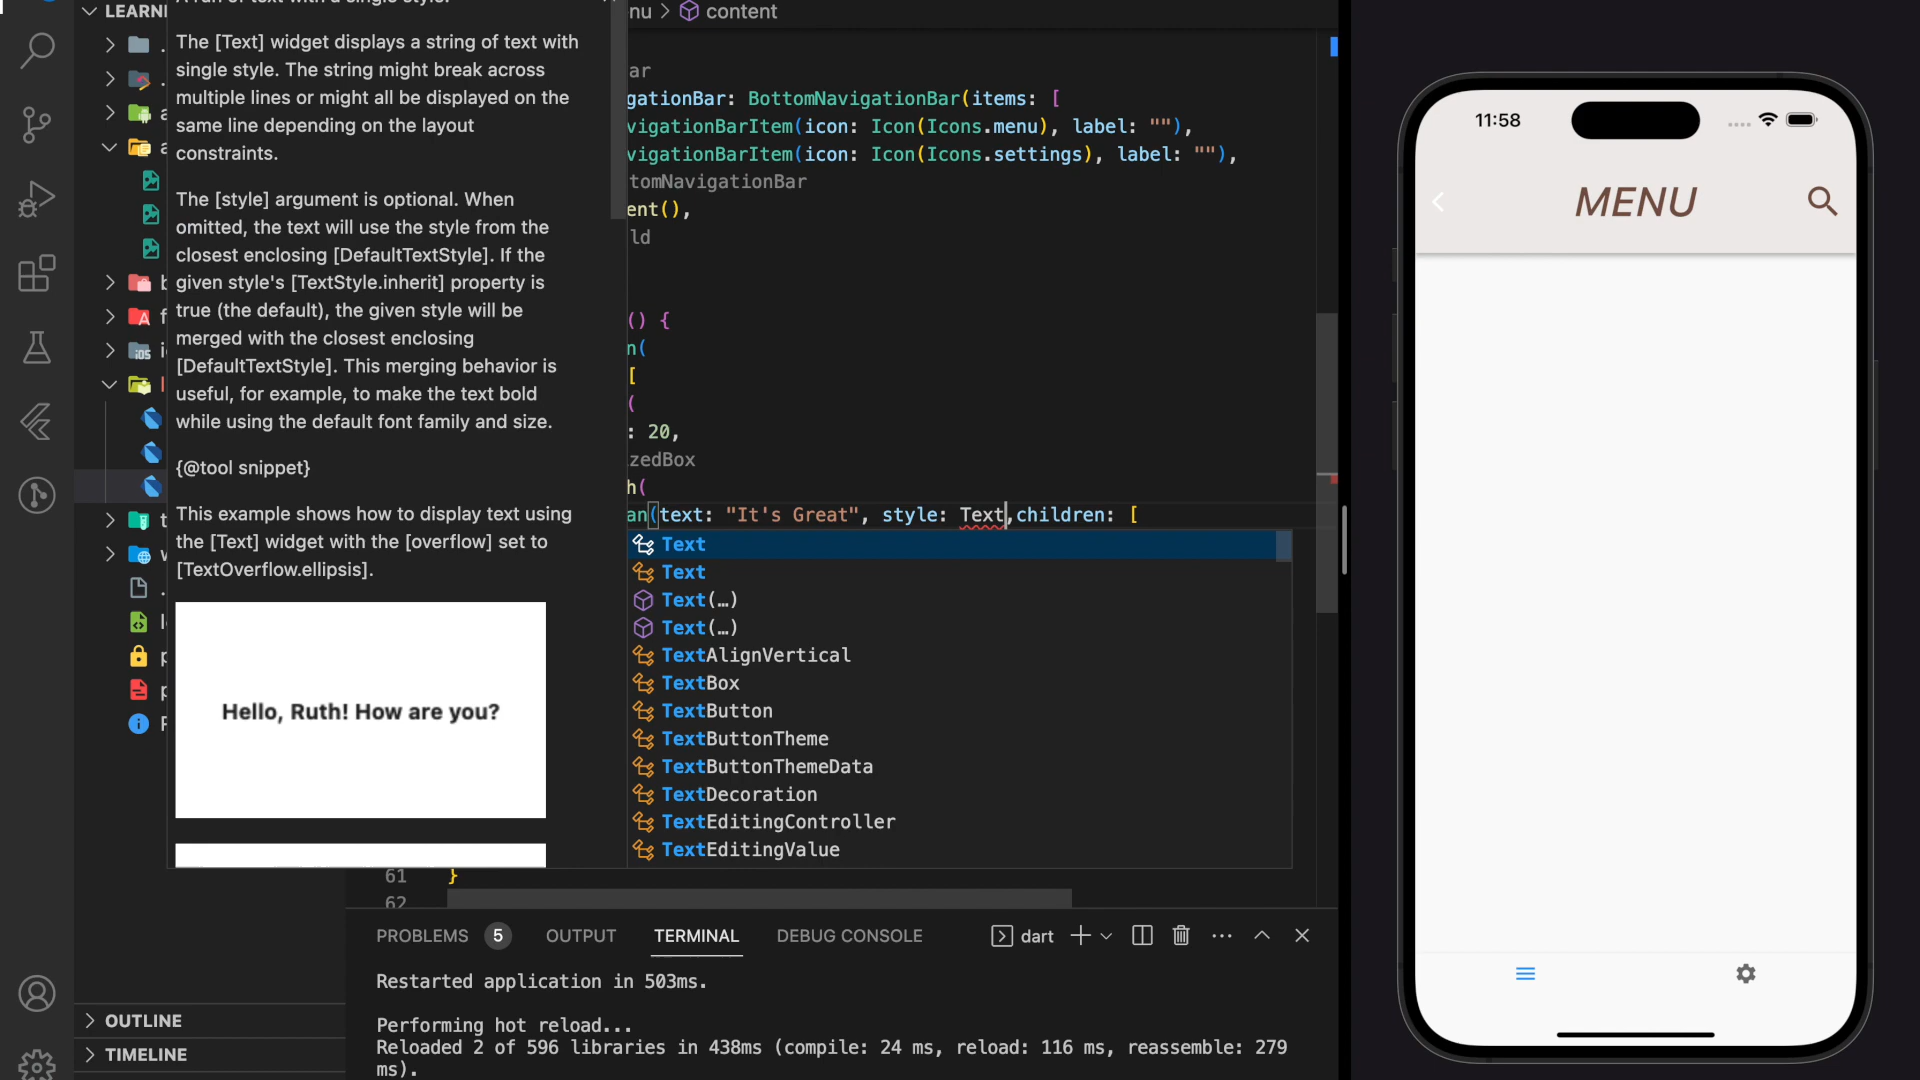 LEARNI
A run of text with a single style.
The [Text] widget displays a string of text with
single style. The string might break across
multiple lines or might all be displayed on the
same line depending on the layout
constraints.
The [style] argument is optional. When
omitted, the text will use the style from the
closest enclosing [DefaultTextStyle]. If the
given style's [TextStyle.inherit] property is
true (the default), the given style will be
merged with the closest enclosing
[DefaultTextStyle]. This merging behavior is
useful, for example, to make the text bold
while using the default font family and size.
{@tool snippet}
This example shows how to display text using
the [Text] widget with the [overflow] set to
[TextOverflow.ellipsis].
Hello, Ruth! How are you?
OUTLINE
TIMELINE
nu > content
ar
gationBar: BottomNavigationBar(items: [
vigationBarItem(icon: Icon(Icons.menu), label: ""),
vigationBarItem(icon: Icon(Icons.settings), label: ""),
tomNavigationBar
ent(),
ld
() {
n(
[
(
: 20,
zedBox
h(
an(text: "It's Great", style: Text,children: [
Text
Text
Text(…)
Text(…)
TextAlignVertical
TextBox
TextButton
TextButtonTheme
TextButtonThemeData
TextDecoration
TextEditingController
TextEditingValue
61 }
62
PROBLEMS 5 OUTPUT TERMINAL DEBUG CONSOLE dart
Restarted application in 503ms.
Performing hot reload...
Reloaded 2 of 596 libraries in 438ms (compile: 24 ms, reload: 116 ms, reassemble: 279
ms).
11:58
MENU